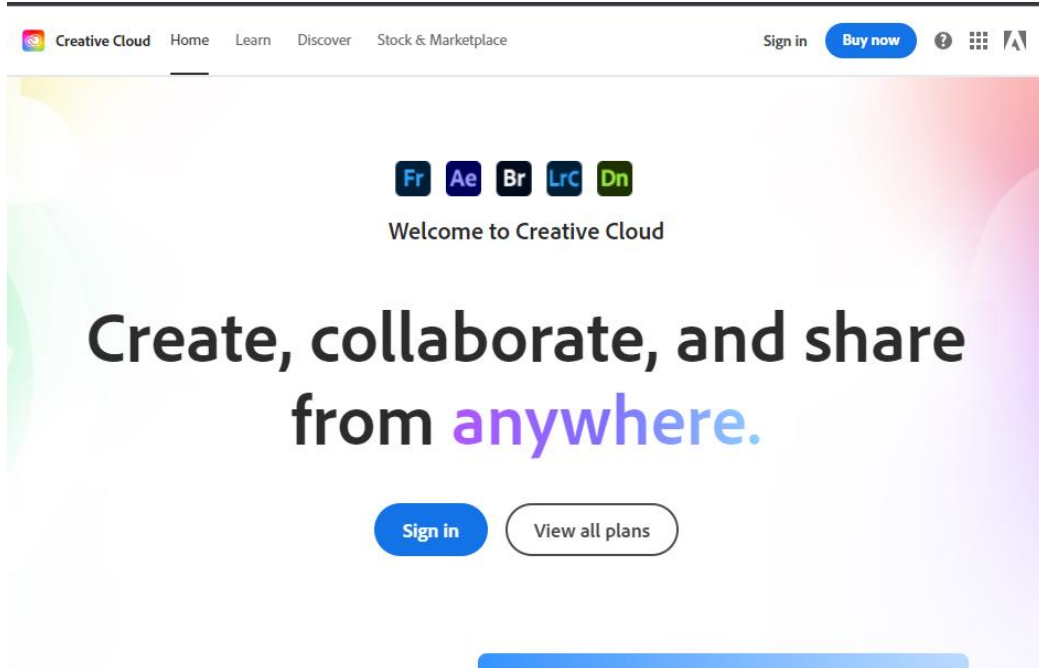 Creative Cloud Home Learn Discover Stock & Marketplace Sign in Buy now ?
Fr Ae Br LrC Dn
Welcome to Creative Cloud
Create, collaborate, and share
from anywhere.
Sign in View all plans